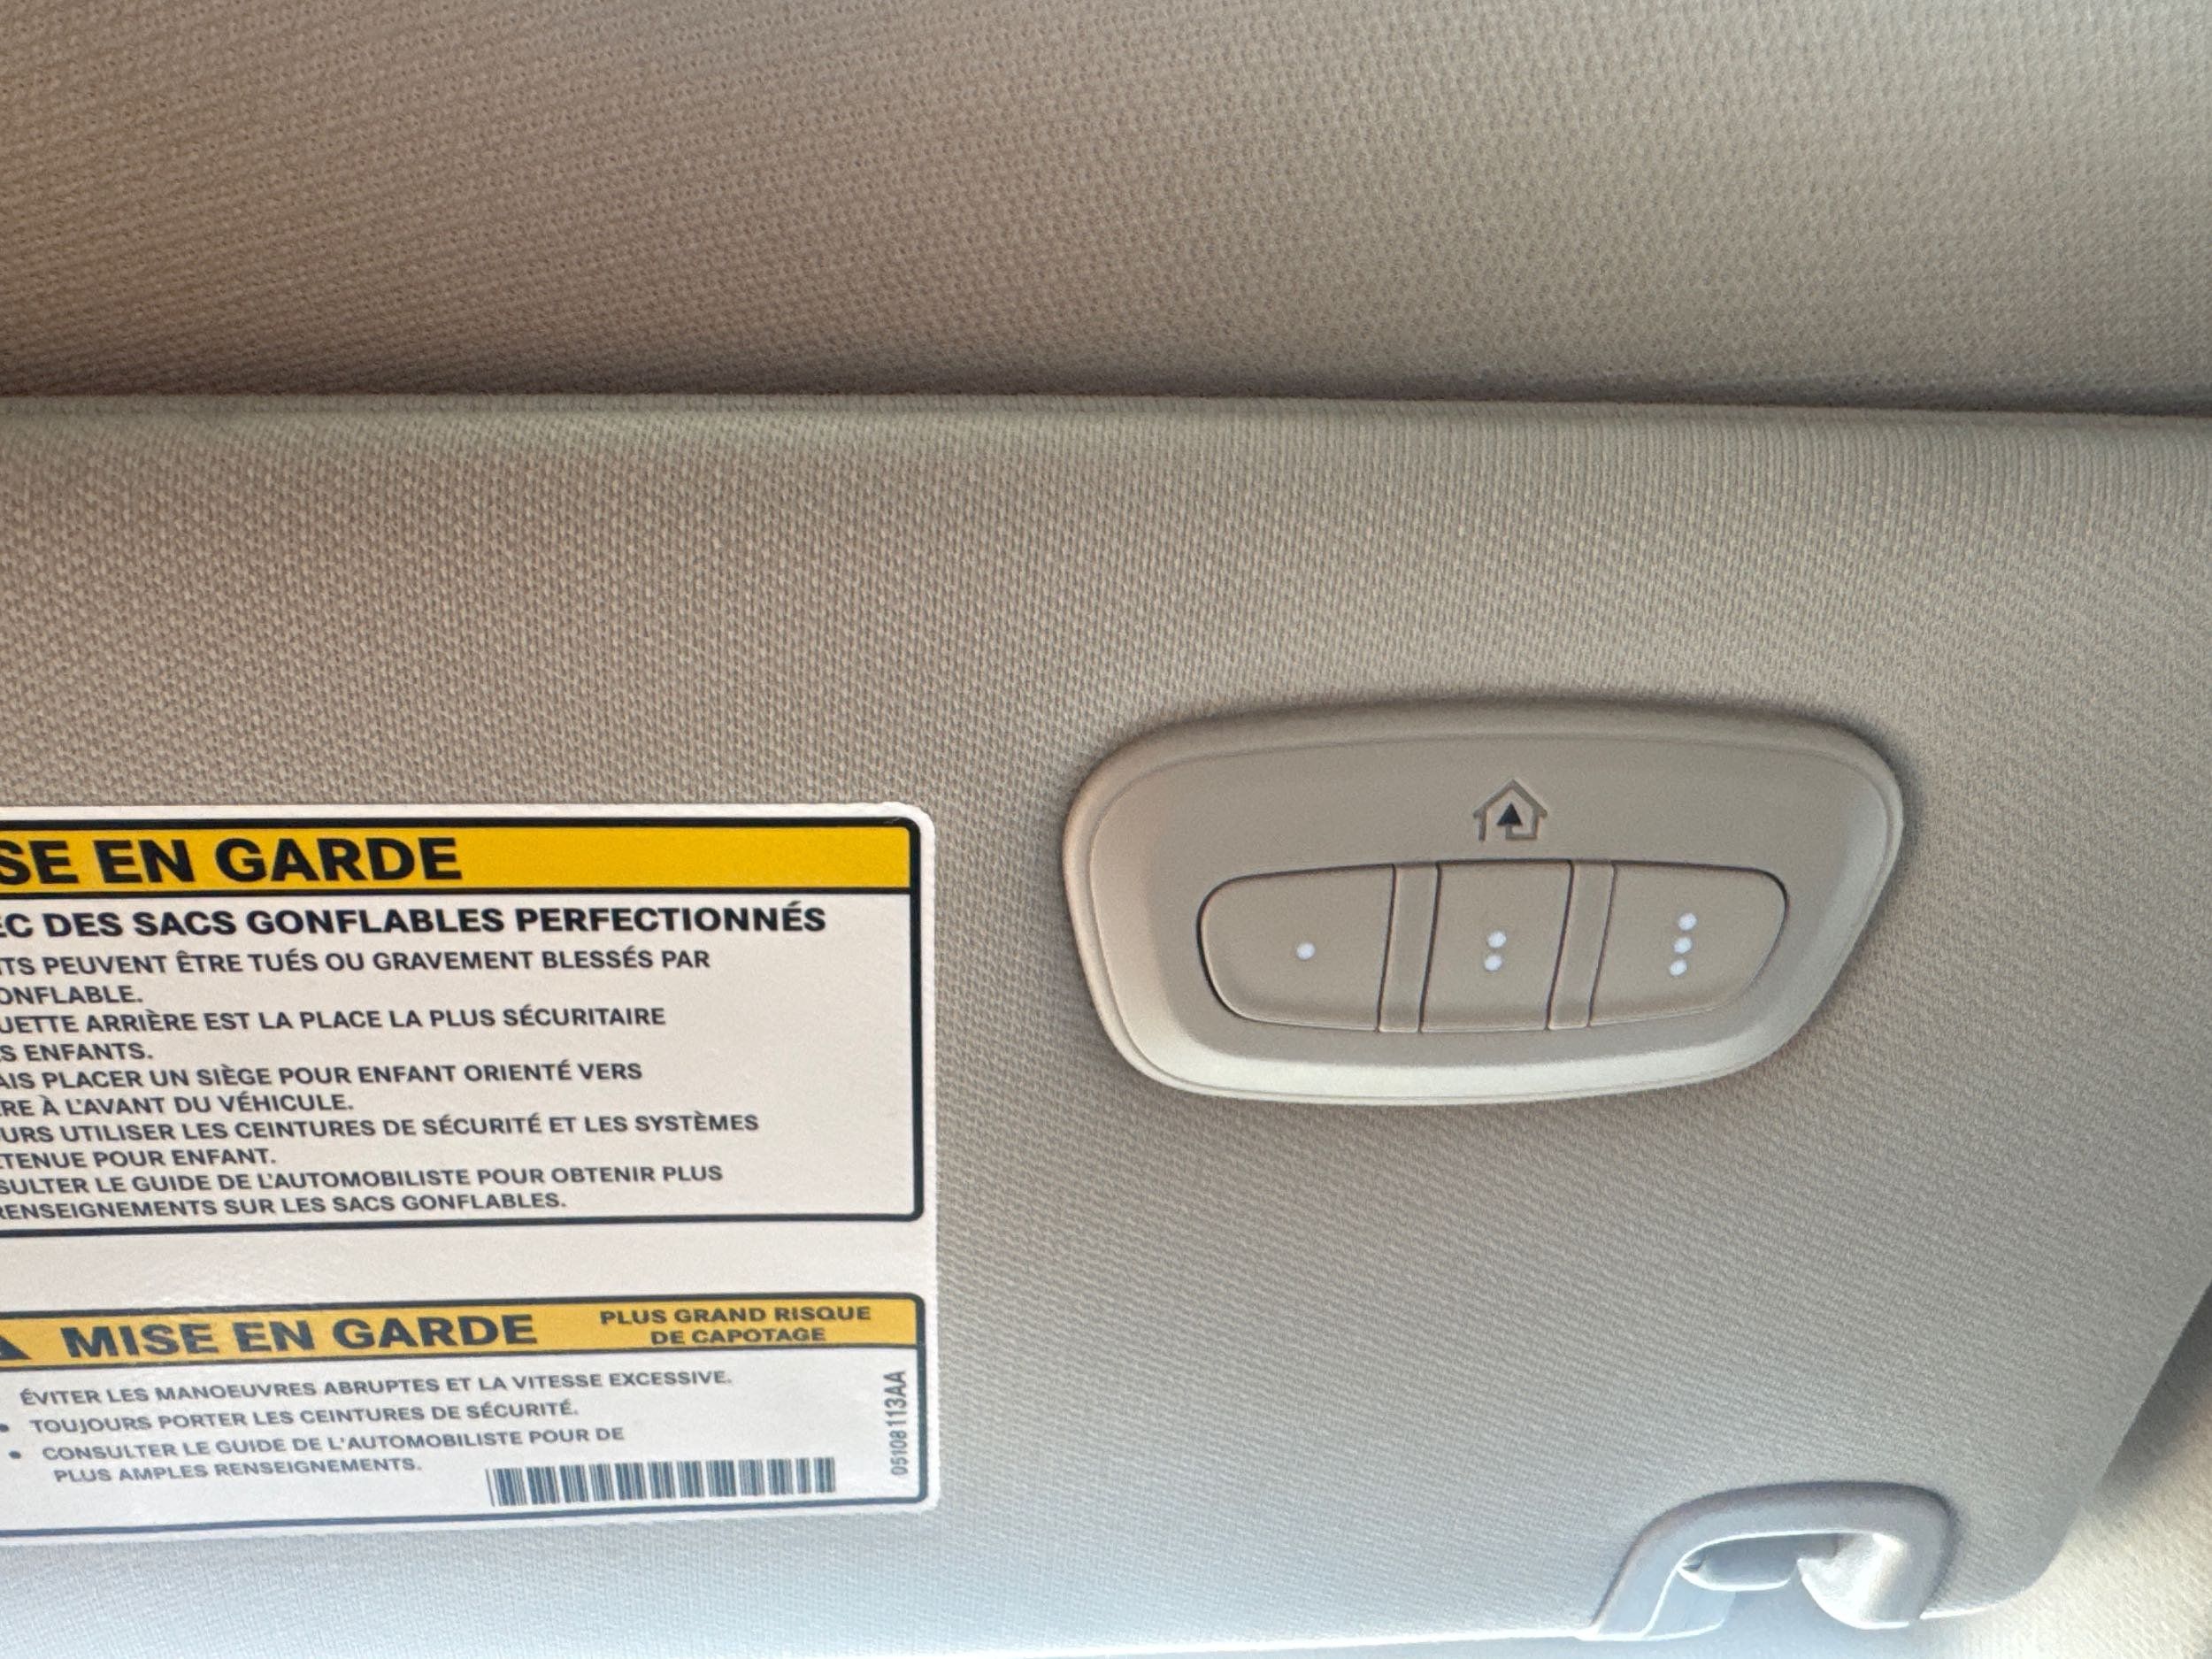 SE EN GARDE
EC DES SACS GONFLABLES PERFECTIONNÉS
TS PEUVENT ÊTRE TUÉS OU GRAVEMENT BLESSÉS PAR
ONFLABLE.
UETTE ARRIÈRE EST LA PLACE LA PLUS SÉCURITAIRE
S ENFANTS.
AIS PLACER UN SIÈGE POUR ENFANT ORIENTÉ VERS
RE À L'AVANT DU VÉHICULE.
URS UTILISER LES CEINTURES DE SÉCURITÉ ET LES SYSTÈMES
TENUE POUR ENFANT.
SULTER LE GUIDE DE L'AUTOMOBILISTE POUR OBTENIR PLUS
RENSEIGNEMENTS SUR LES SACS GONFLABLES.
MISE EN GARDE
PLUS GRAND RISQUE
DE CAPOTAGE
ÉVITER LES MANOEUVRES ABRUPTES ET LA VITESSE EXCESSIVE.
• TOUJOURS PORTER LES CEINTURES DE SÉCURITÉ.
• CONSULTER LE GUIDE DE L'AUTOMOBILISTE POUR DE
PLUS AMPLES RENSEIGNEMENTS.
05108113AA